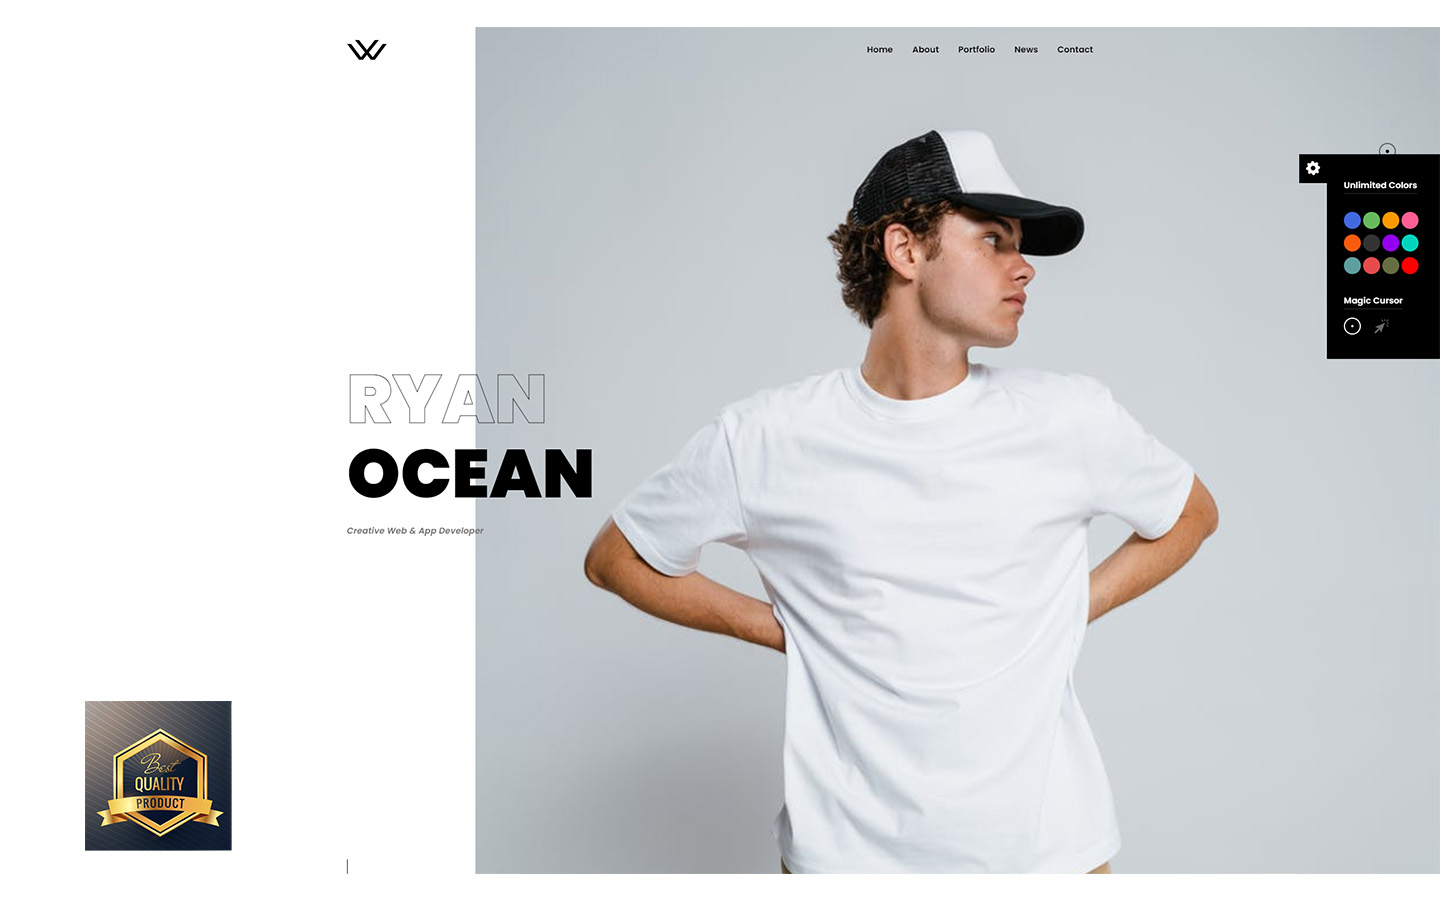 Home About Portfolio News Contact
Unlimited Colors
Magic Cursor
RYAN
OCEAN
Creative Web & App Developer
Best
QUALITY
PRODUCT